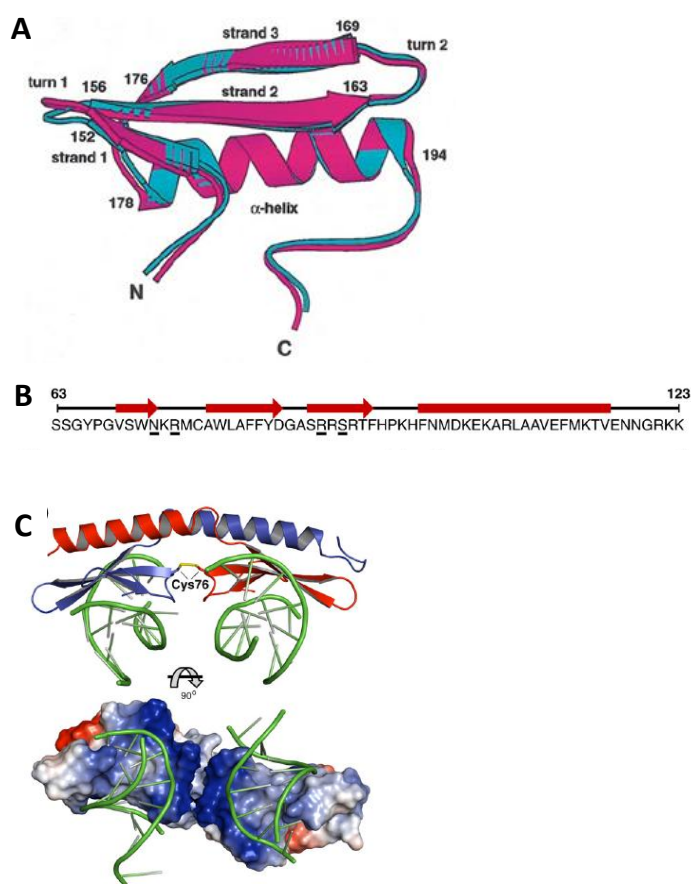 A
strand 3
169
turn 2
176
turn 1
156
strand 2
163
152
strand 1
194
178
α-helix
N
C
B
63
123
SSGYPGVSWNKRMCAWLAFFYDGASRRSRTFHPKHFNMDKEKARLAAVEFMKTVENNGRKK
C
Cys76
90°